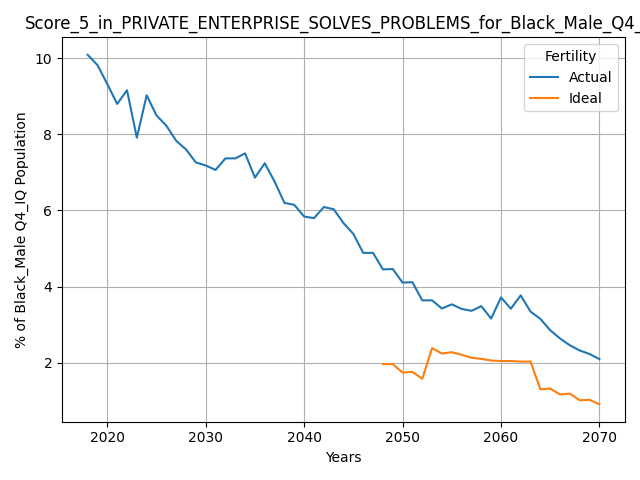 Score_5_in_PRIVATE_ENTERPRISE_SOLVES_PROBLEMS_for_Black_Male_Q4_
Fertility
Actual
Ideal
% of Black_Male Q4_IQ Population
10
8
6
4
2
2020 2030 2040 2050 2060 2070
Years